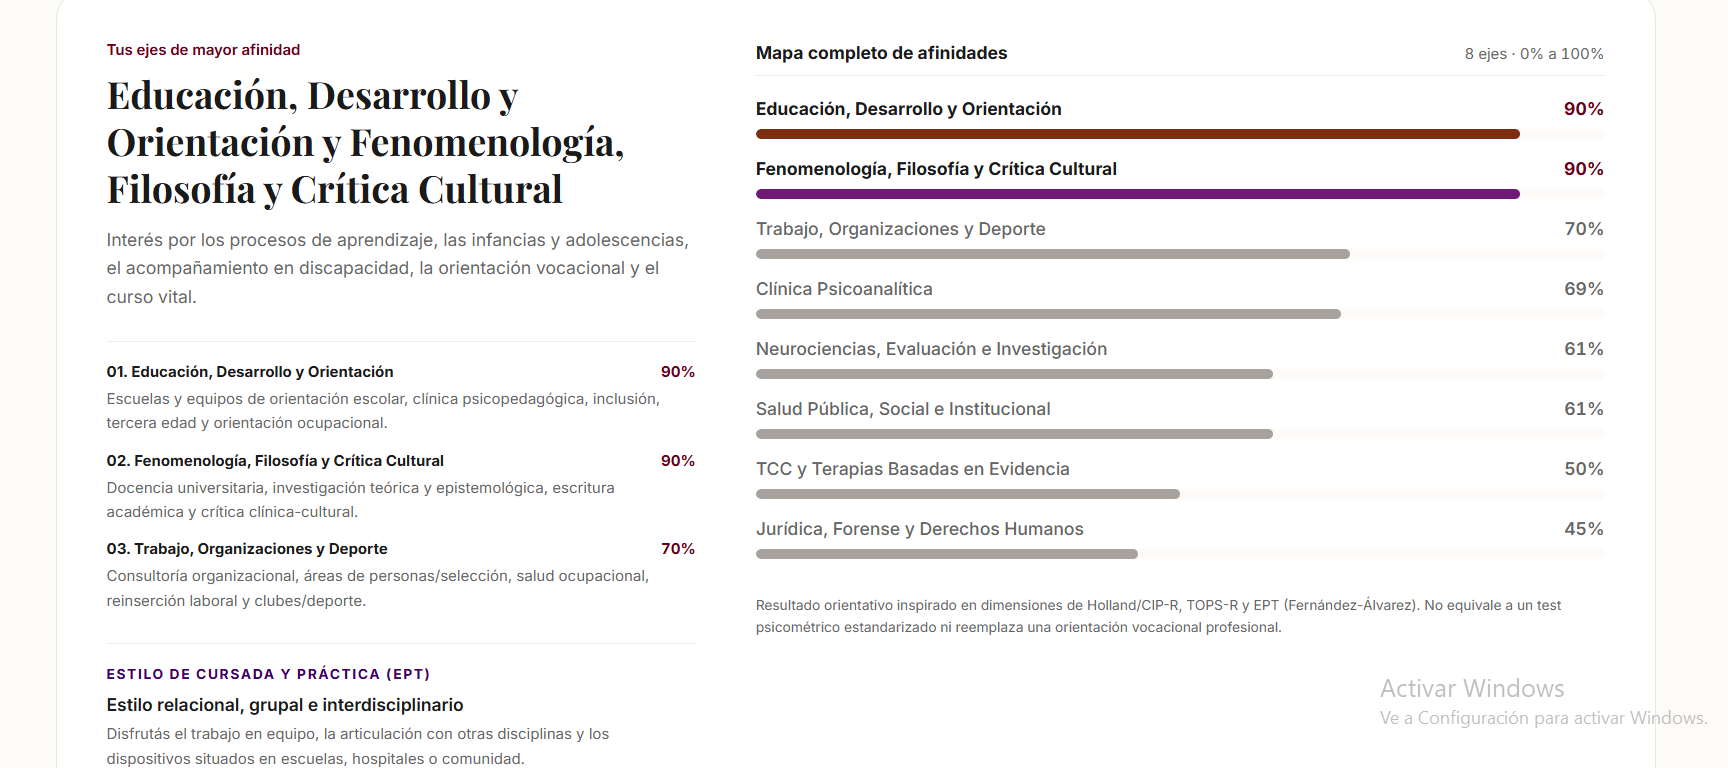 Tus ejes de mayor afinidad
Educación, Desarrollo y
Orientación y Fenomenología,
Filosofía y Crítica Cultural
Interés por los procesos de aprendizaje, las infancias y adolescencias,
el acompañamiento en discapacidad, la orientación vocacional y el
curso vital.
01. Educación, Desarrollo y Orientación 90%
Escuelas y equipos de orientación escolar, clínica psicopedagógica, inclusión,
tercera edad y orientación ocupacional.
02. Fenomenología, Filosofía y Crítica Cultural 90%
Docencia universitaria, investigación teórica y epistemológica, escritura
académica y crítica clínica-cultural.
03. Trabajo, Organizaciones y Deporte 70%
Consultoría organizacional, áreas de personas/selección, salud ocupacional,
reinserción laboral y clubes/deporte.
ESTILO DE CURSADA Y PRÁCTICA (EPT)
Estilo relacional, grupal e interdisciplinario
Disfrutás el trabajo en equipo, la articulación con otras disciplinas y los
dispositivos situados en escuelas, hospitales o comunidad.
Mapa completo de afinidades 8 ejes · 0% a 100%
Educación, Desarrollo y Orientación 90%
Fenomenología, Filosofía y Crítica Cultural 90%
Trabajo, Organizaciones y Deporte 70%
Clínica Psicoanalítica 69%
Neurociencias, Evaluación e Investigación 61%
Salud Pública, Social e Institucional 61%
TCC y Terapias Basadas en Evidencia 50%
Jurídica, Forense y Derechos Humanos 45%
Resultado orientativo inspirado en dimensiones de Holland/CIP-R, TOPS-R y EPT (Fernández-Álvarez). No equivale a un test
psicométrico estandarizado ni reemplaza una orientación vocacional profesional.
Activar Windows
Ve a Configuración para activar Windows.